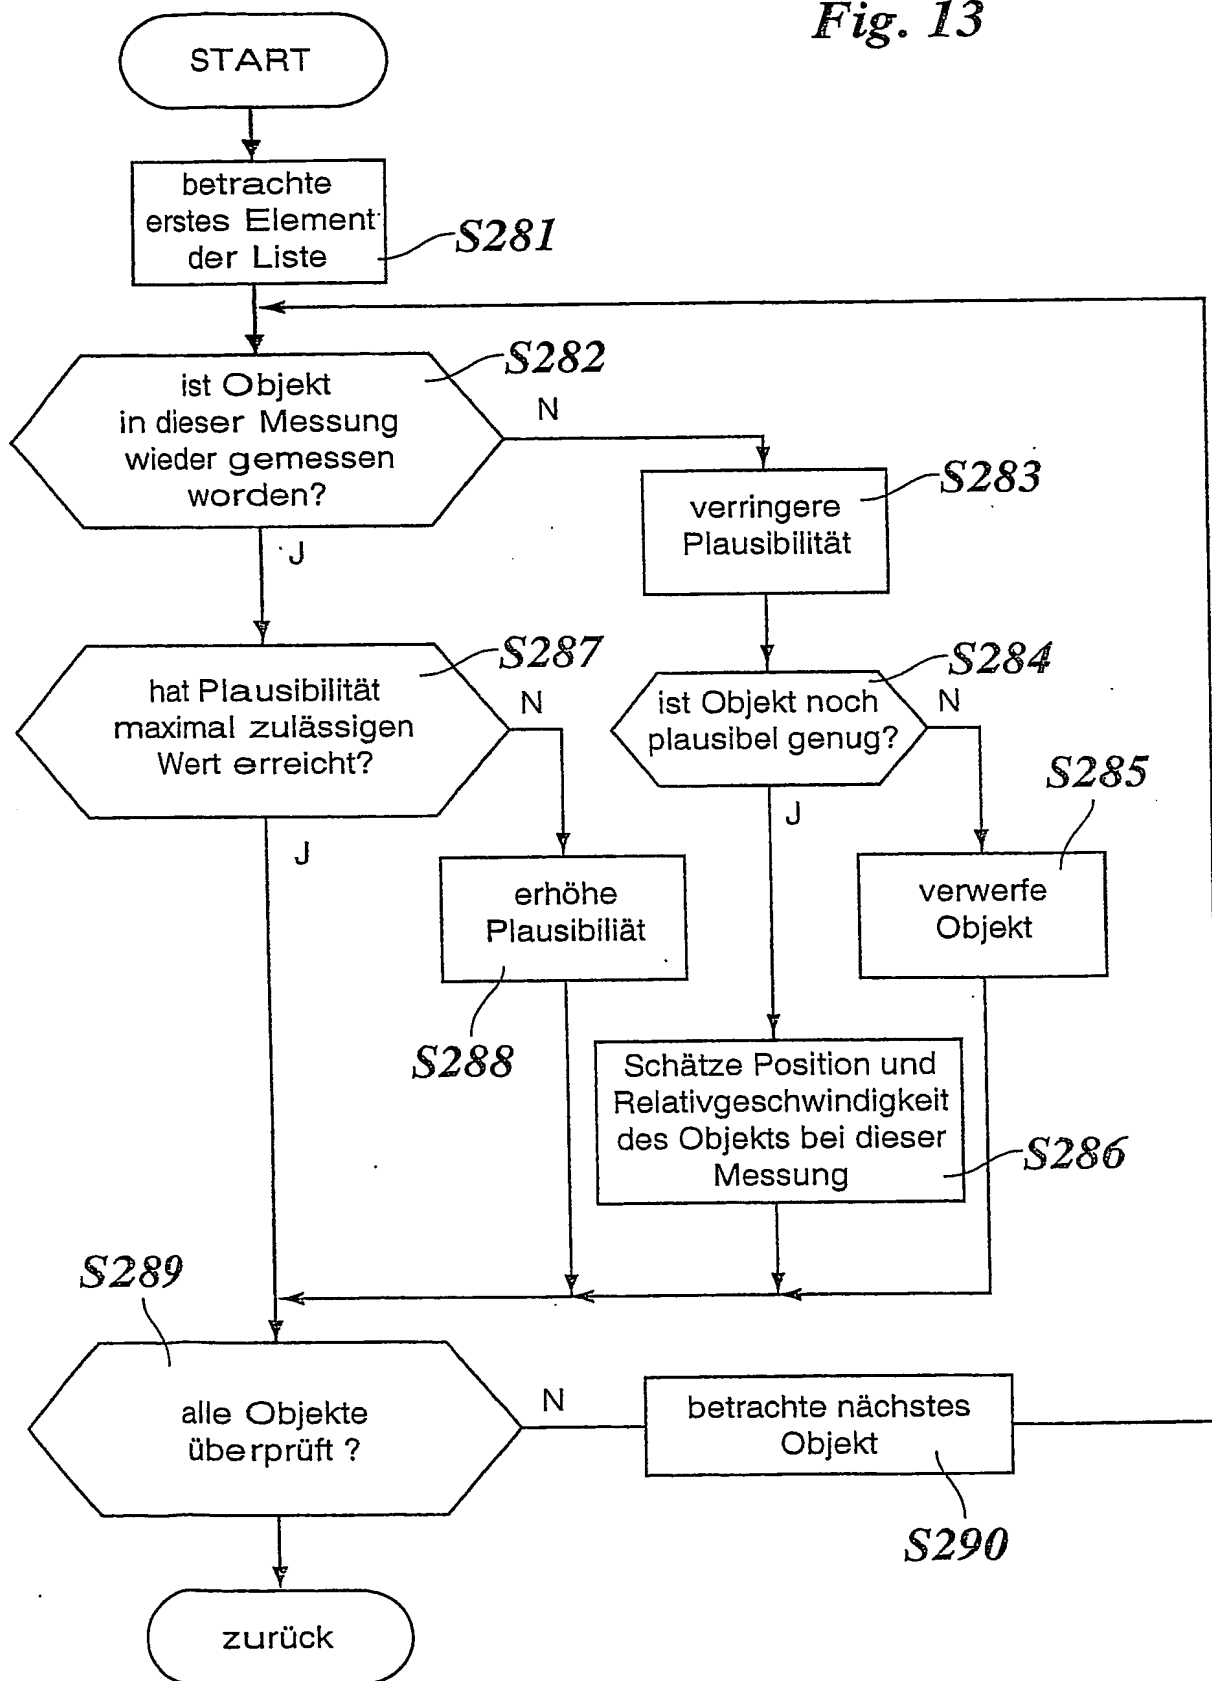 Fig. 13
START
betrachte
erstes Element
der Liste
S281
ist Objekt
in dieser Messung
wieder gemessen
worden?
S282
N
J
verringere
Plausibilität
S283
hat Plausibilität
maximal zulässigen
Wert erreicht?
S287
N
J
ist Objekt noch
plausibel genug?
S284
N
J
erhöhe
Plausibiliät
S288
verwerfe
Objekt
S285
Schätze Position und
Relativgeschwindigkeit
des Objekts bei dieser
Messung
S286
S289
alle Objekte
überprüft ?
N
betrachte nächstes
Objekt
S290
zurück